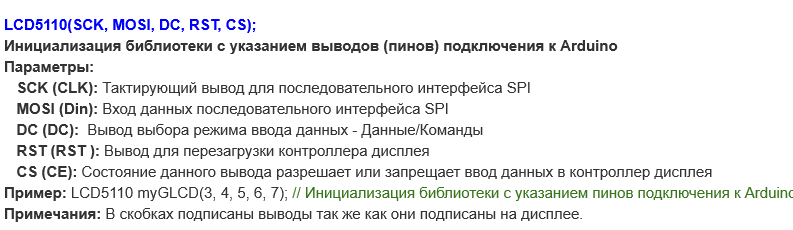 LCD5110(SCK, MOSI, DC, RST, CS);
Инициализация библиотеки с указанием выводов (пинов) подключения к Arduino
Параметры:
SCK (CLK): Тактирующий вывод для последовательного интерфейса SPI
MOSI (Din): Вход данных последовательного интерфейса SPI
DC (DC): Вывод выбора режима ввода данных - Данные/Команды
RST (RST ): Вывод для перезагрузки контроллера дисплея
CS (CE): Состояние данного вывода разрешает или запрещает ввод данных в контроллер дисплея
Пример: LCD5110 myGLCD(3, 4, 5, 6, 7); // Инициализация библиотеки с указанием пинов подключения к Arduino
Примечания: В скобках подписаны выводы так же как они подписаны на дисплее.